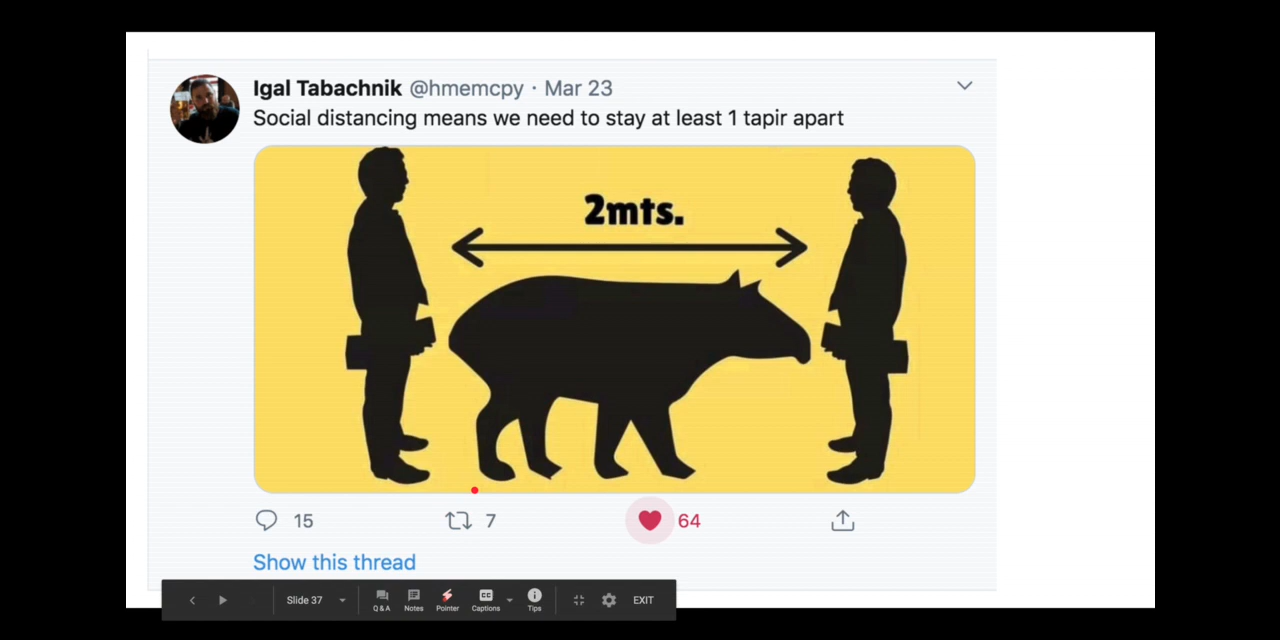 Igal Tabachnik @hmemcpy · Mar 23
Social distancing means we need to stay at least 1 tapir apart
2mts.
15 7 64
Show this thread
Slide 37 Q & A Notes Pointer Captions Tips EXIT